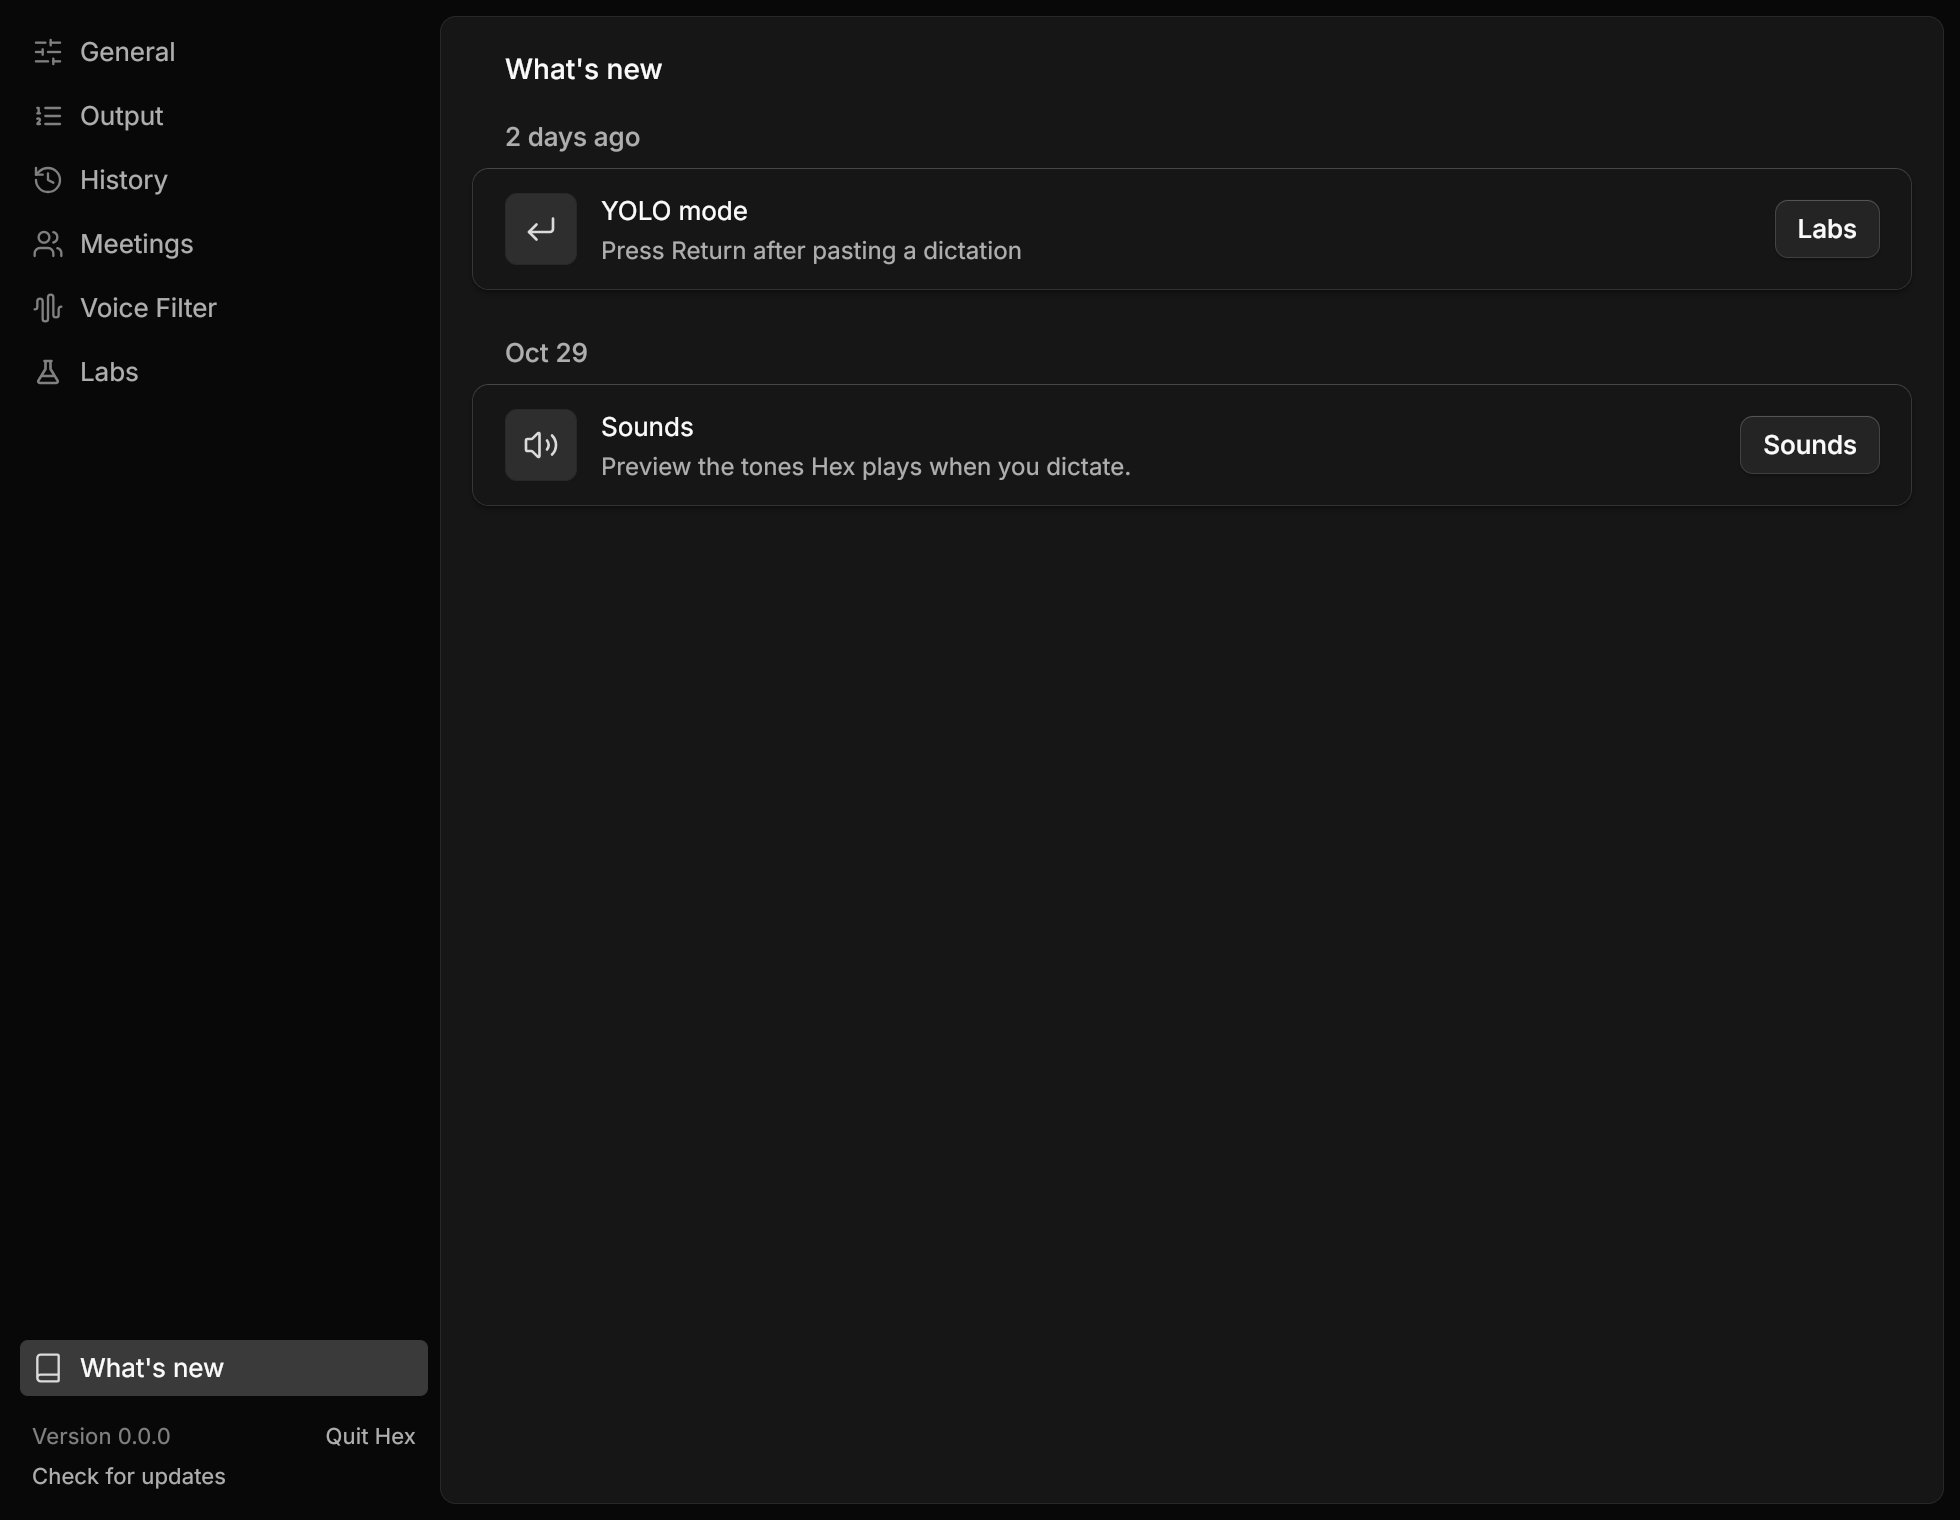 General
Output
History
Meetings
Voice Filter
Labs
What's new
Version 0.0.0
Quit Hex
Check for updates
What's new
2 days ago
YOLO mode
Press Return after pasting a dictation
Labs
Oct 29
Sounds
Preview the tones Hex plays when you dictate.
Sounds